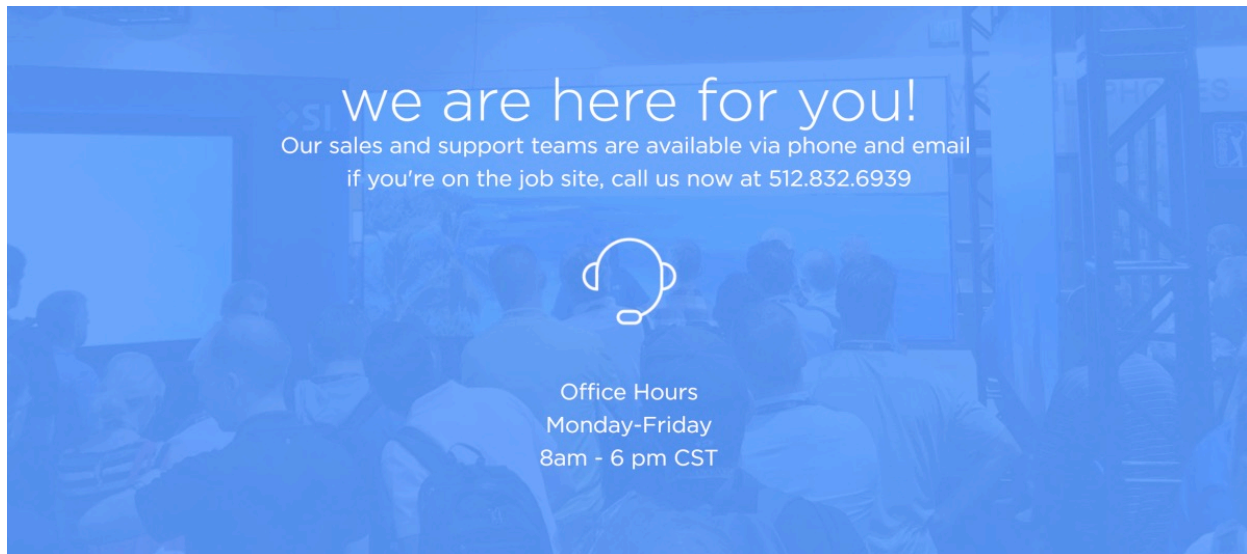 we are here for you!
Our sales and support teams are available via phone and email
if you're on the job site, call us now at 512.832.6939
SI
Office Hours
Monday-Friday
8am - 6 pm CST